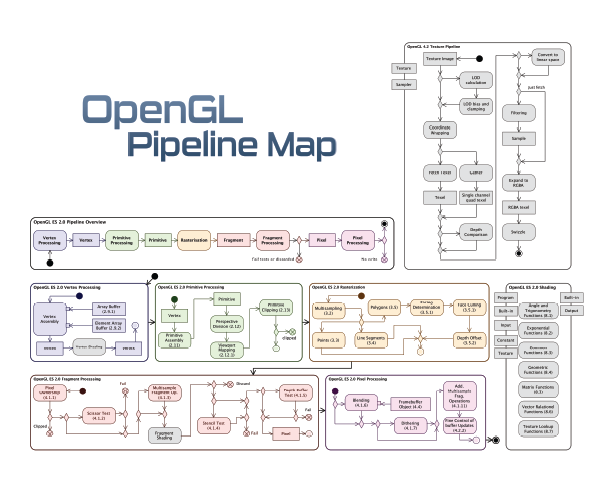 OpenGL
Pipeline Map
OpenGL 4.2 Texture Pipeline
Texture
Sampler
Texture Image
LOD
calculation
LOD bias and
clamping
Coordinate
Wrapping
Texel
Single channel
quad texel
Depth
Comparison
Convert to
linear space
Just fetch
Filtering
Sample
Expand to
RGBA
RGBA texel
Swizzle
OpenGL ES 2.0 Pipeline Overview
Vertex
Processing
Vertex
Primitive
Processing
Primitive
Rasterization
Fragment
Fragment
Processing
Pixel
Pixel
Processing
Fail tests or discarded
No write
OpenGL ES 2.0 Vertex Processing
Vertex
Assembly
Array Buffer
(2.9.1)
Element Array
Buffer (2.9.2)
Vertex Shading
OpenGL ES 2.0 Primitive Processing
Primitive
Assembly
(2.11)
Primitive
Perspective
Division (2.12)
Viewport
Mapping
(2.12.1)
Primitive
Clipping (2.13)
clipped
OpenGL ES 2.0 Rasterization
Multisampling
(3.2)
Points (3.3)
Polygons (3.5)
Line Segments
(3.4)
Determination
(3.5.1)
(3.5.1)
Depth Offset
(3.5.2)
OpenGL ES 2.0 Shading
Program
Built-in
Input
Constant
Texture
Built-in
Output
Angle and
Trigonometry
Functions (8.1)
Exponential
Functions (8.2)
Functions (8.3)
Geometric
Functions (8.4)
Matrix Functions
Vector Relational
Functions (8.6)
Texture Lookup
Functions (8.7)
OpenGL ES 2.0 Fragment Processing
Pixel
Ownership
(4.1.1)
Clipped
Scissor Test
(4.1.2)
Fail
Multisample
Fragment Op.
(4.1.3)
Fragment
Shading
Stencil Test
(4.1.4)
Discard
Fail
Depth Buffer
Test (4.1.5)
Fail
Pixel
OpenGL ES 2.0 Pixel Processing
Blending
(4.1.6)
Framebuffer
Object (4.4)
Dithering
(4.1.7)
Add.
Multisample
Frag.
Operations
(4.1.11)
Fine Control of
Buffer Updates
(4.2.2)